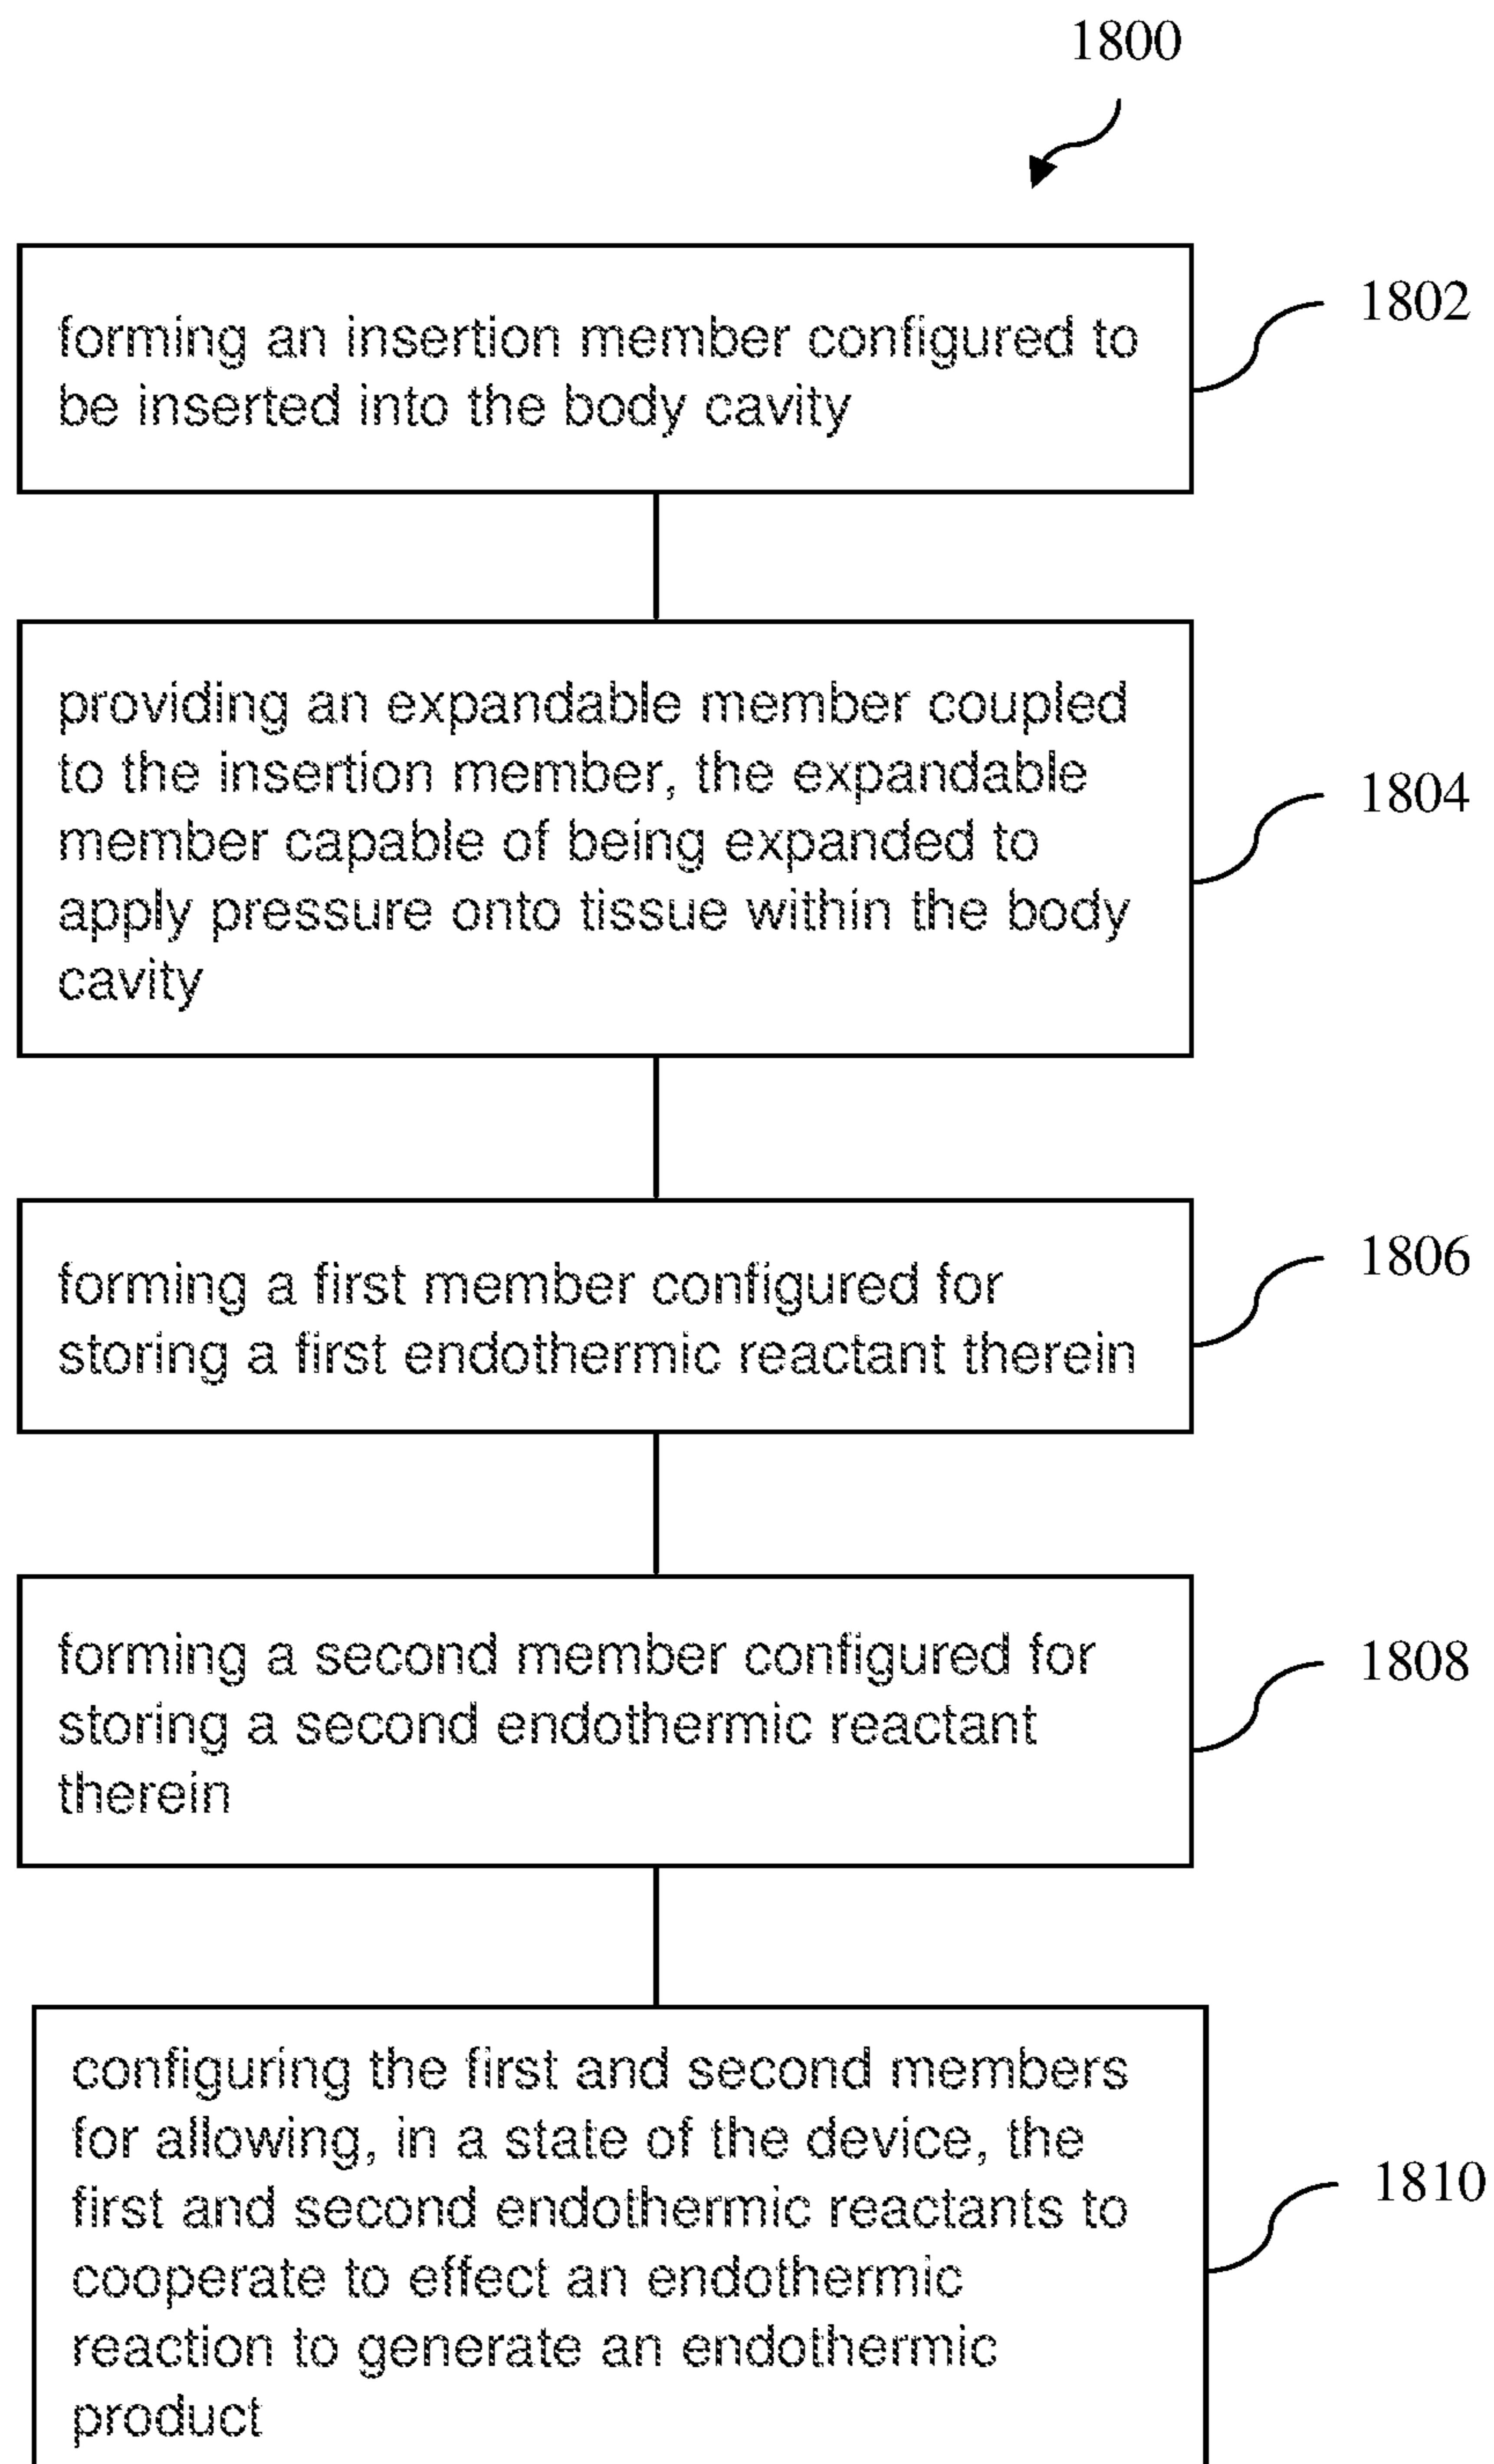 1800
forming an insertion member configured to
be inserted into the body cavity
1802
providing an expandable member coupled
to the insertion member, the expandable
member capable of being expanded to
apply pressure onto tissue within the body
cavity
1804
forming a first member configured for
storing a first endothermic reactant therein
1806
forming a second member configured for
storing a second endothermic reactant
therein
1808
configuring the first and second members
for allowing, in a state of the device, the
first and second endothermic reactants to
cooperate to effect an endothermic
reaction to generate an endothermic
product
1810